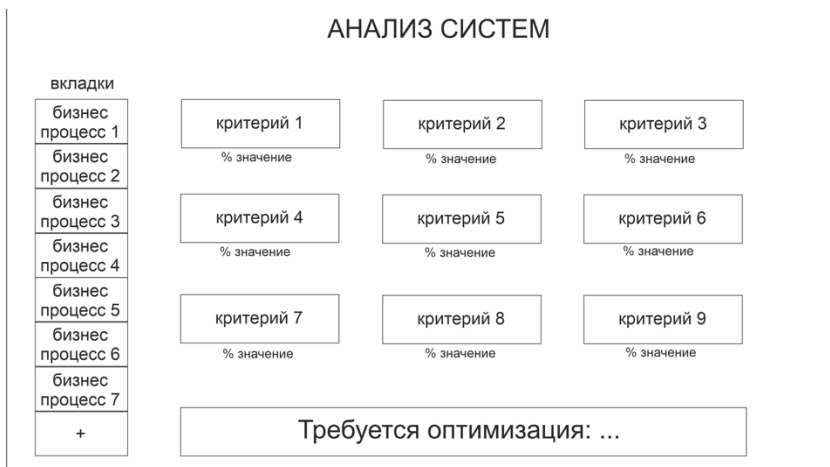 АНАЛИЗ СИСТЕМ
вкладки
бизнес
процесс 1
бизнес
процесс 2
бизнес
процесс 3
бизнес
процесс 4
бизнес
процесс 5
бизнес
процесс 6
бизнес
процесс 7
+
критерий 1
% значение
критерий 2
% значение
критерий 3
% значение
критерий 4
% значение
критерий 5
% значение
критерий 6
% значение
критерий 7
% значение
критерий 8
% значение
критерий 9
% значение
Требуется оптимизация: ...